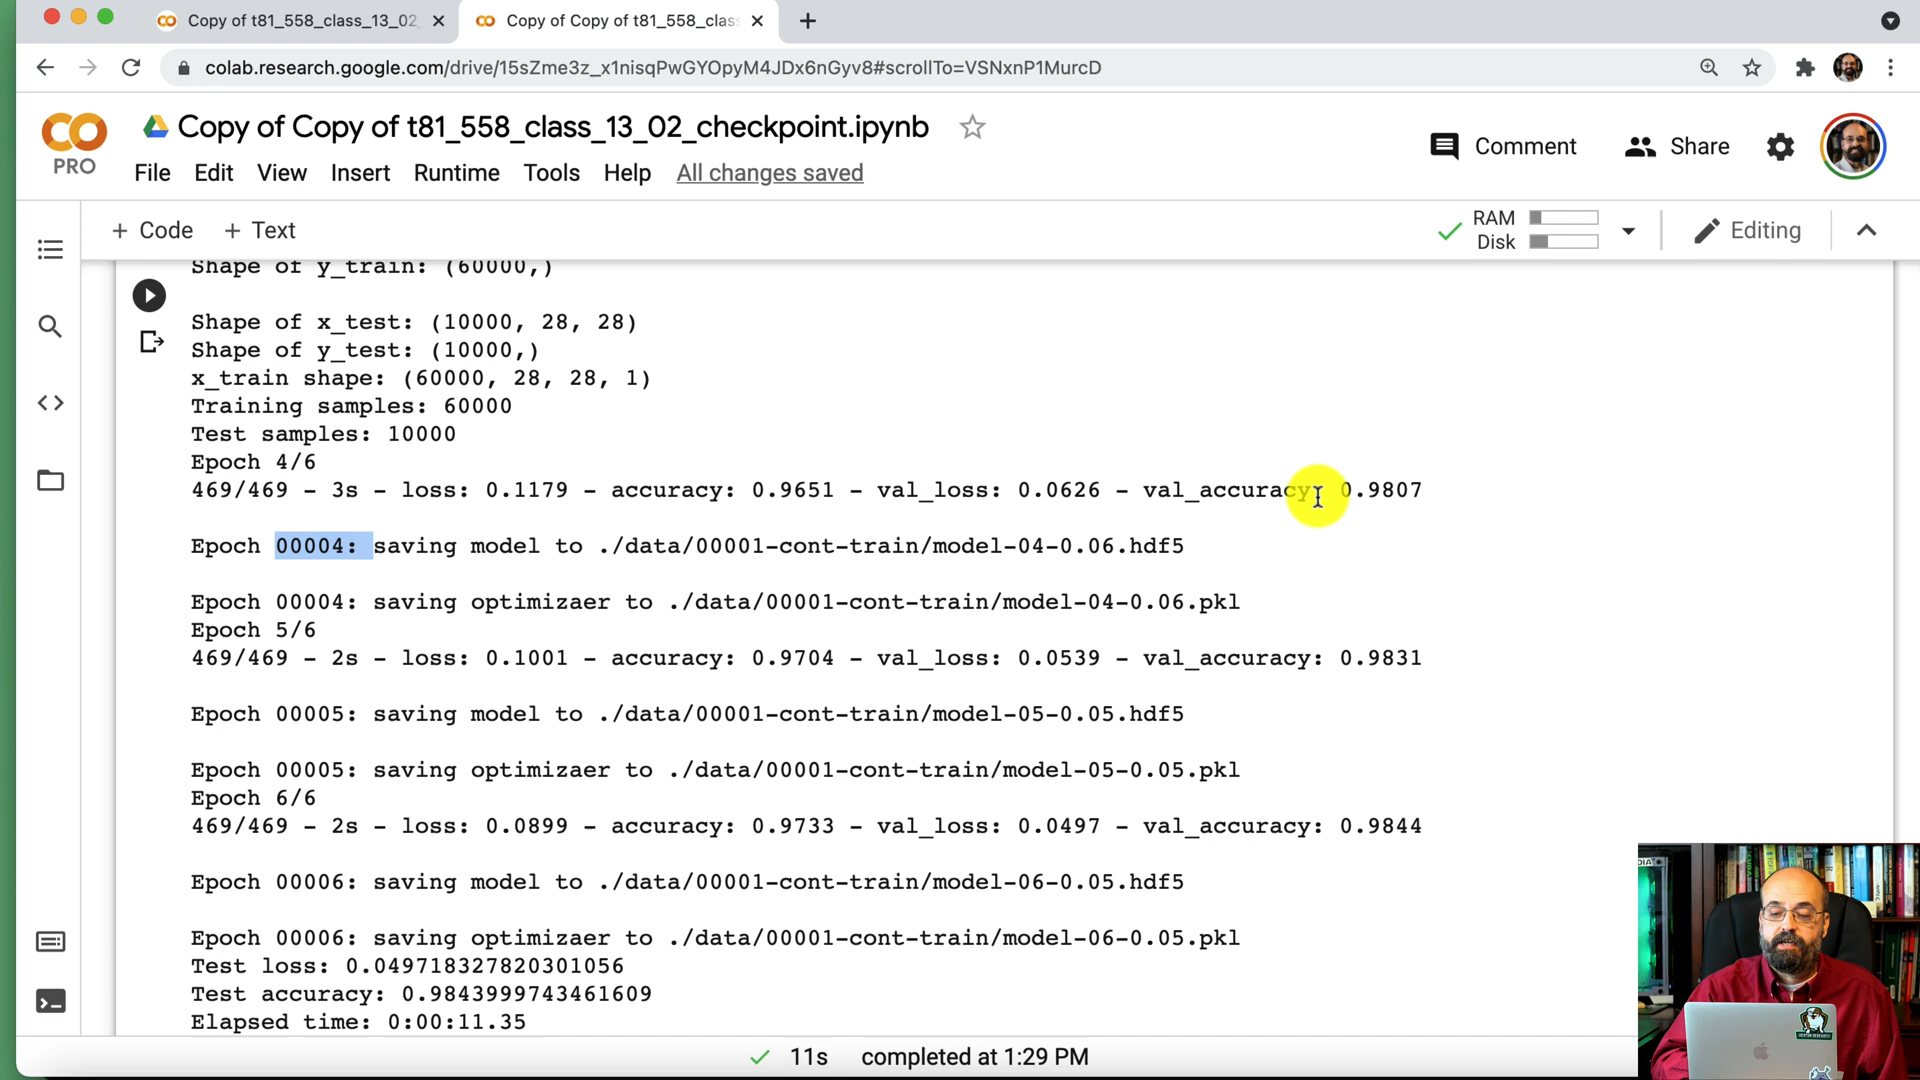 Copy of t81_558_class_13_02_
Copy of Copy of t81_558_clas
colab.research.google.com/drive/15sZme3z_x1nisqPwGYOpyM4JDx6nGyv8#scrollTo=VSNxnP1MurcD
PRO
Copy of Copy of t81_558_class_13_02_checkpoint.ipynb
Comment
Share
File Edit View Insert Runtime Tools Help All changes saved
+ Code + Text
RAM
Disk
Editing
Shape of y_train: (60000,)
Shape of x_test: (10000, 28, 28)
Shape of y_test: (10000,)
x_train shape: (60000, 28, 28, 1)
Training samples: 60000
Test samples: 10000
Epoch 4/6
469/469 - 3s - loss: 0.1179 - accuracy: 0.9651 - val_loss: 0.0626 - val_accuracy: 0.9807
Epoch 00004: saving model to ./data/00001-cont-train/model-04-0.06.hdf5
Epoch 00004: saving optimizaer to ./data/00001-cont-train/model-04-0.06.pkl
Epoch 5/6
469/469 - 2s - loss: 0.1001 - accuracy: 0.9704 - val_loss: 0.0539 - val_accuracy: 0.9831
Epoch 00005: saving model to ./data/00001-cont-train/model-05-0.05.hdf5
Epoch 00005: saving optimizaer to ./data/00001-cont-train/model-05-0.05.pkl
Epoch 6/6
469/469 - 2s - loss: 0.0899 - accuracy: 0.9733 - val_loss: 0.0497 - val_accuracy: 0.9844
Epoch 00006: saving model to ./data/00001-cont-train/model-06-0.05.hdf5
Epoch 00006: saving optimizaer to ./data/00001-cont-train/model-06-0.05.pkl
Test loss: 0.049718327820301056
Test accuracy: 0.9843999743461609
Elapsed time: 0:00:11.35
11s completed at 1:29 PM